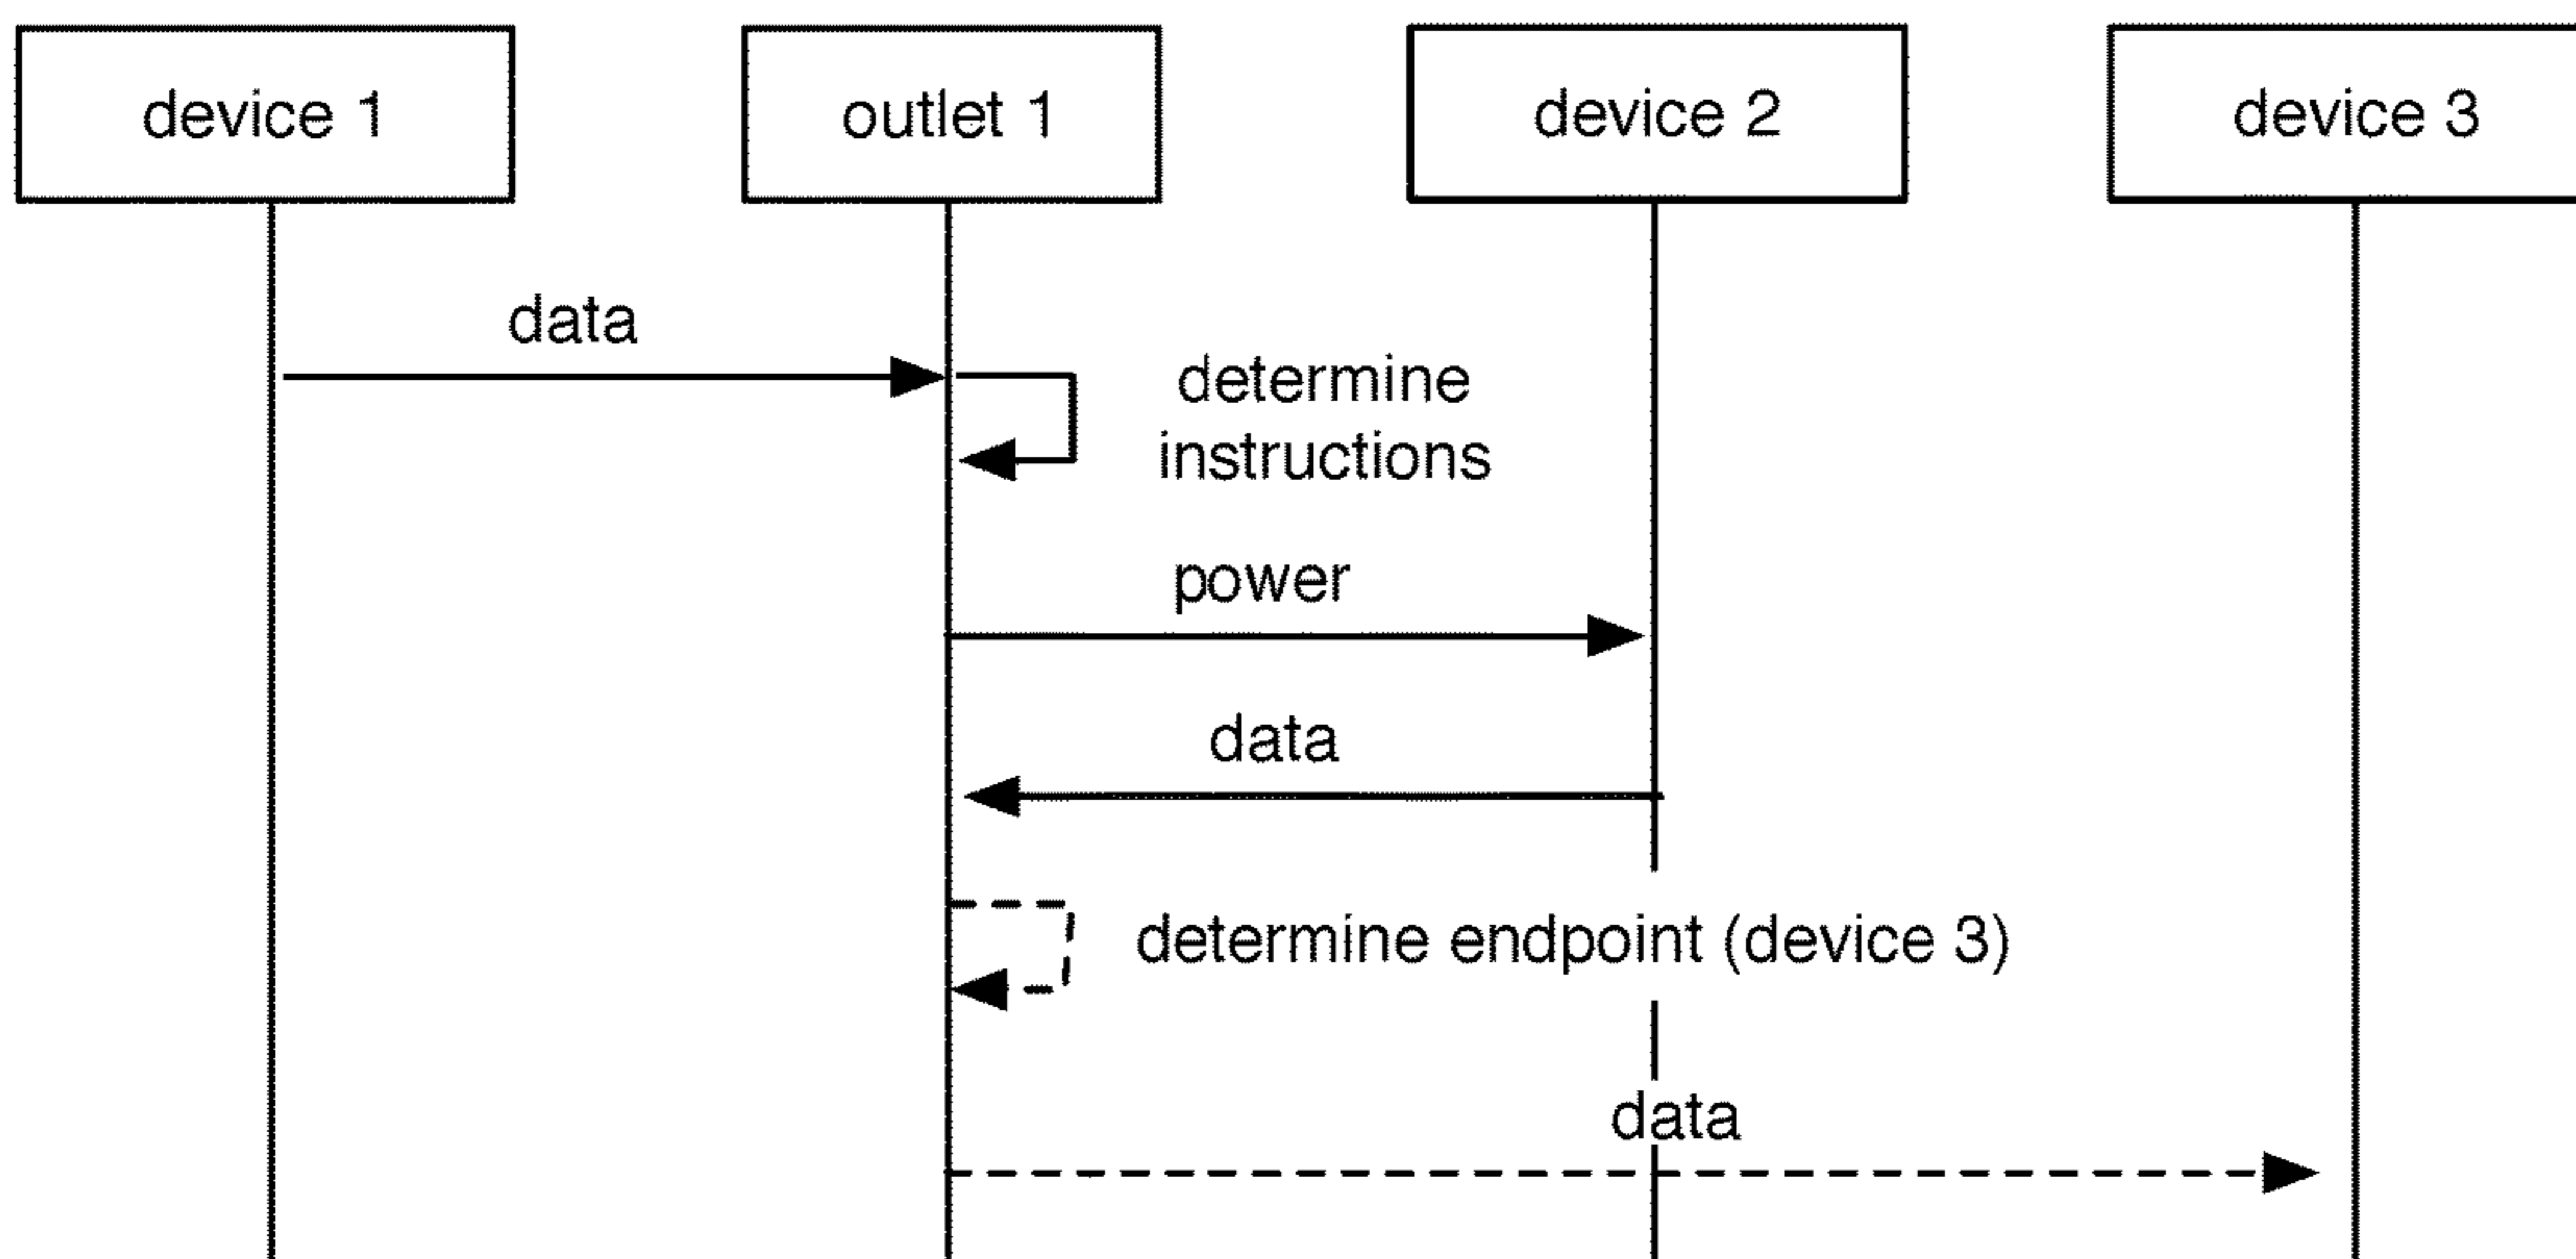 device 1
outlet 1
device 2
device 3
data
determine
instructions
power
data
determine endpoint (device 3)
data